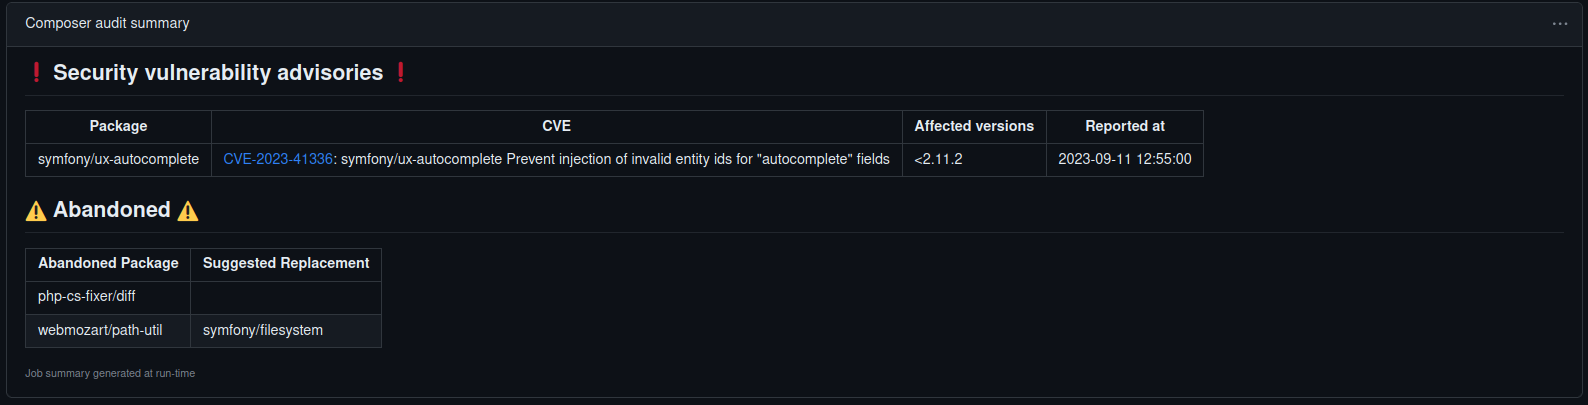 Composer audit summary
❗ Security vulnerability advisories ❗
Package CVE Affected versions Reported at
symfony/ux-autocomplete CVE-2023-41336: symfony/ux-autocomplete Prevent injection of invalid entity ids for "autocomplete" fields <2.11.2 2023-09-11 12:55:00
⚠️ Abandoned ⚠️
Abandoned Package Suggested Replacement
php-cs-fixer/diff
webmozart/path-util symfony/filesystem
Job summary generated at run-time